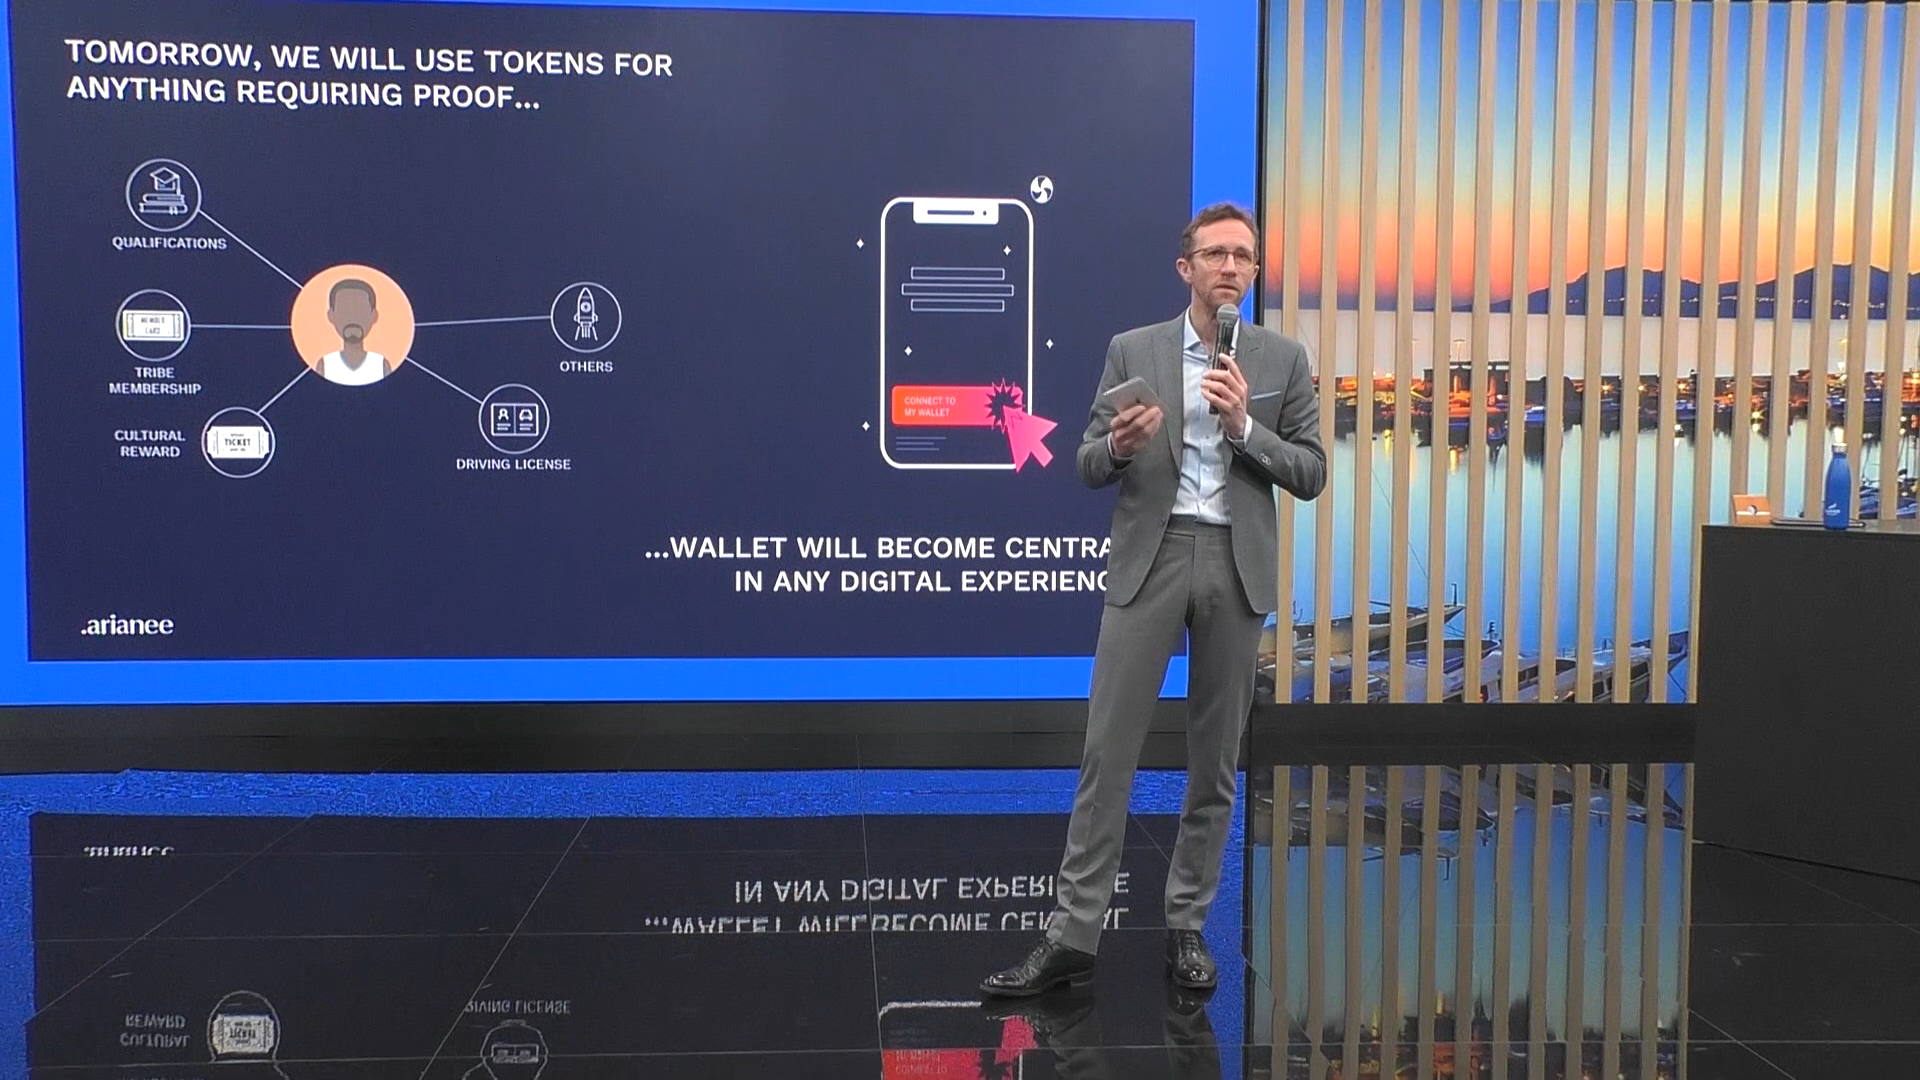 TOMORROW, WE WILL USE TOKENS FOR
ANYTHING REQUIRING PROOF...
QUALIFICATIONS
TRIBE
MEMBERSHIP
CULTURAL
REWARD
TICKET
OTHERS
DRIVING LICENSE
CONNECT TO
MY WALLET
...WALLET WILL BECOME CENTRA
IN ANY DIGITAL EXPERIENC
.arianee